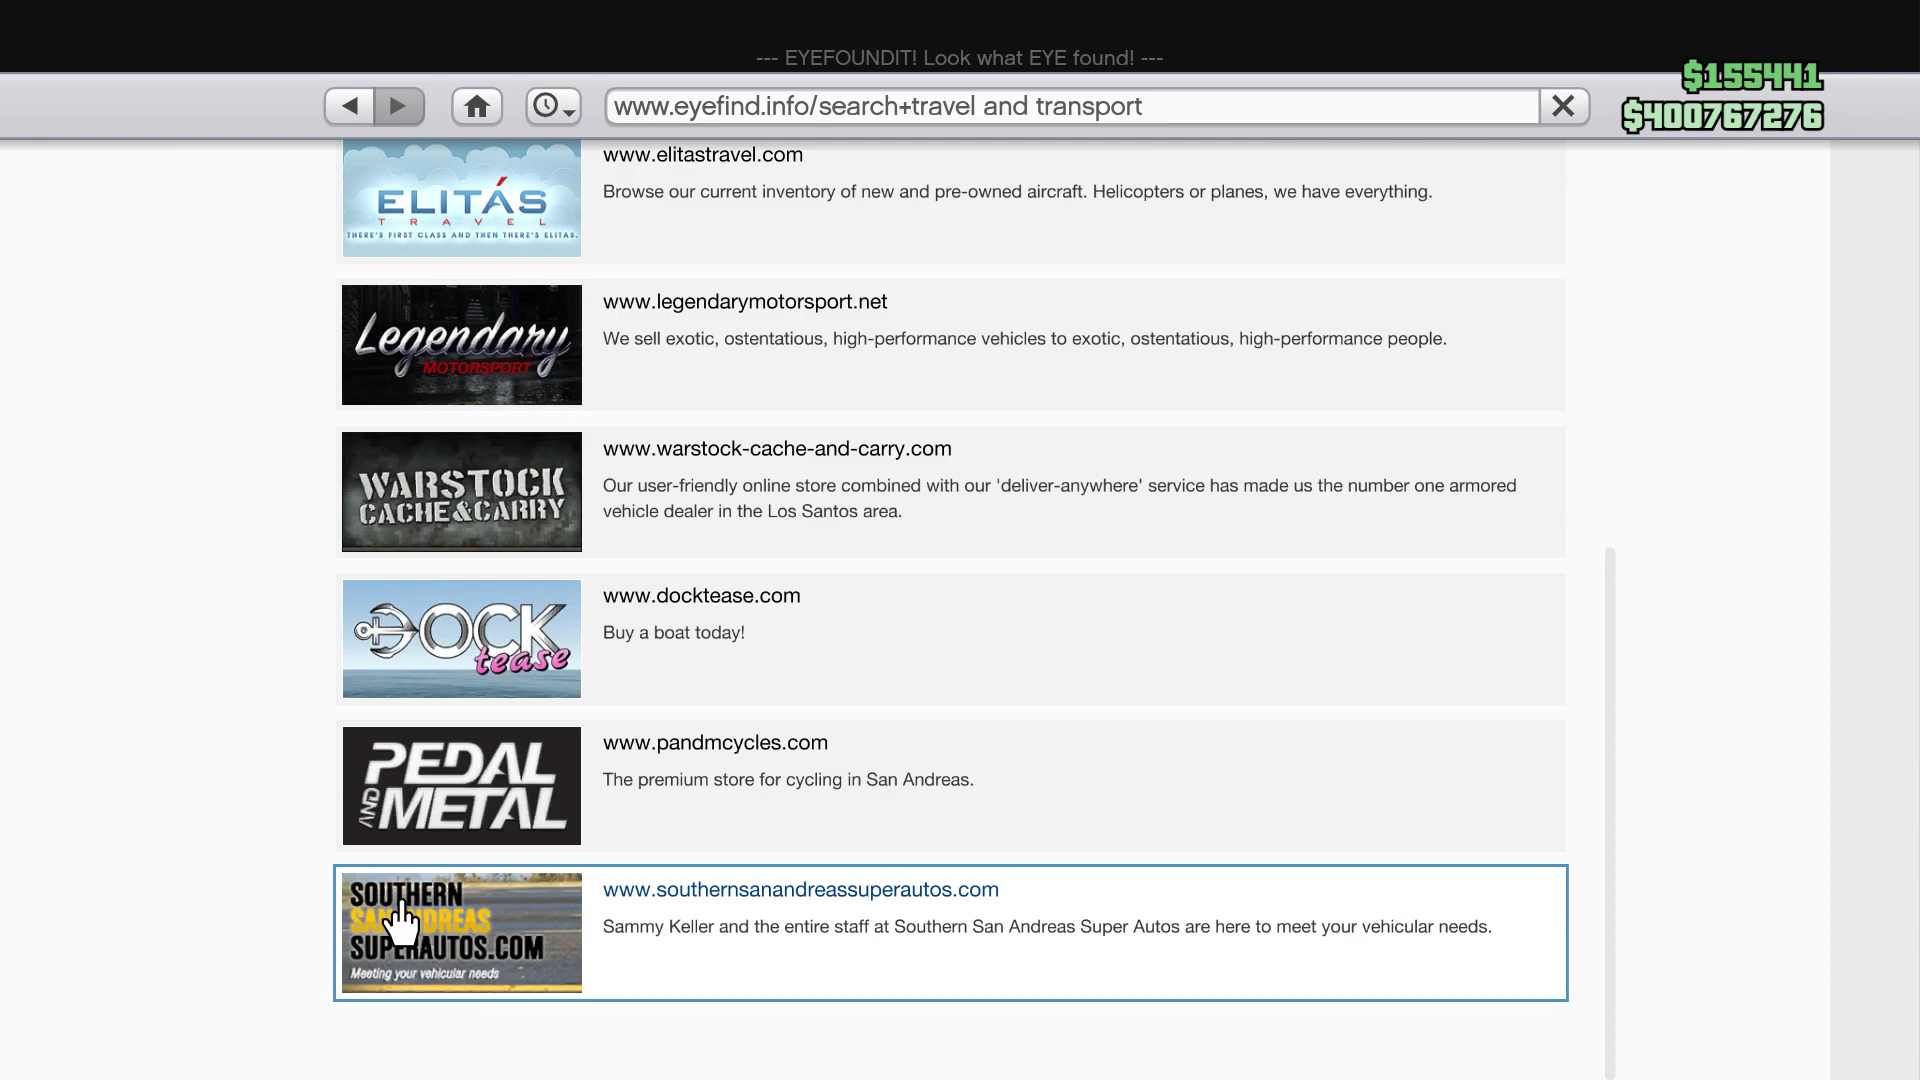 --- EYEFOUNDIT! Look what EYE found! ---
$155441
www.eyefind.info/search+travel and transport
$400767276
www.elitastravel.com
ELITÁS
TRAVEL
THERE'S FIRST CLASS AND THEN THERE'S ELITAS.
Browse our current inventory of new and pre-owned aircraft. Helicopters or planes, we have everything.
www.legendarymotorsport.net
Legendary
MOTORSPORT
We sell exotic, ostentatious, high-performance vehicles to exotic, ostentatious, high-performance people.
www.warstock-cache-and-carry.com
WARSTOCK
CACHE&CARRY
Our user-friendly online store combined with our 'deliver-anywhere' service has made us the number one armored
vehicle dealer in the Los Santos area.
www.docktease.com
DOCK
tease
Buy a boat today!
www.pandmcycles.com
PEDAL
AND METAL
The premium store for cycling in San Andreas.
www.southernsanandreassuperautos.com
SOUTHERN
SAN ANDREAS
SUPERAUTOS.COM
Meeting your vehicular needs
Sammy Keller and the entire staff at Southern San Andreas Super Autos are here to meet your vehicular needs.